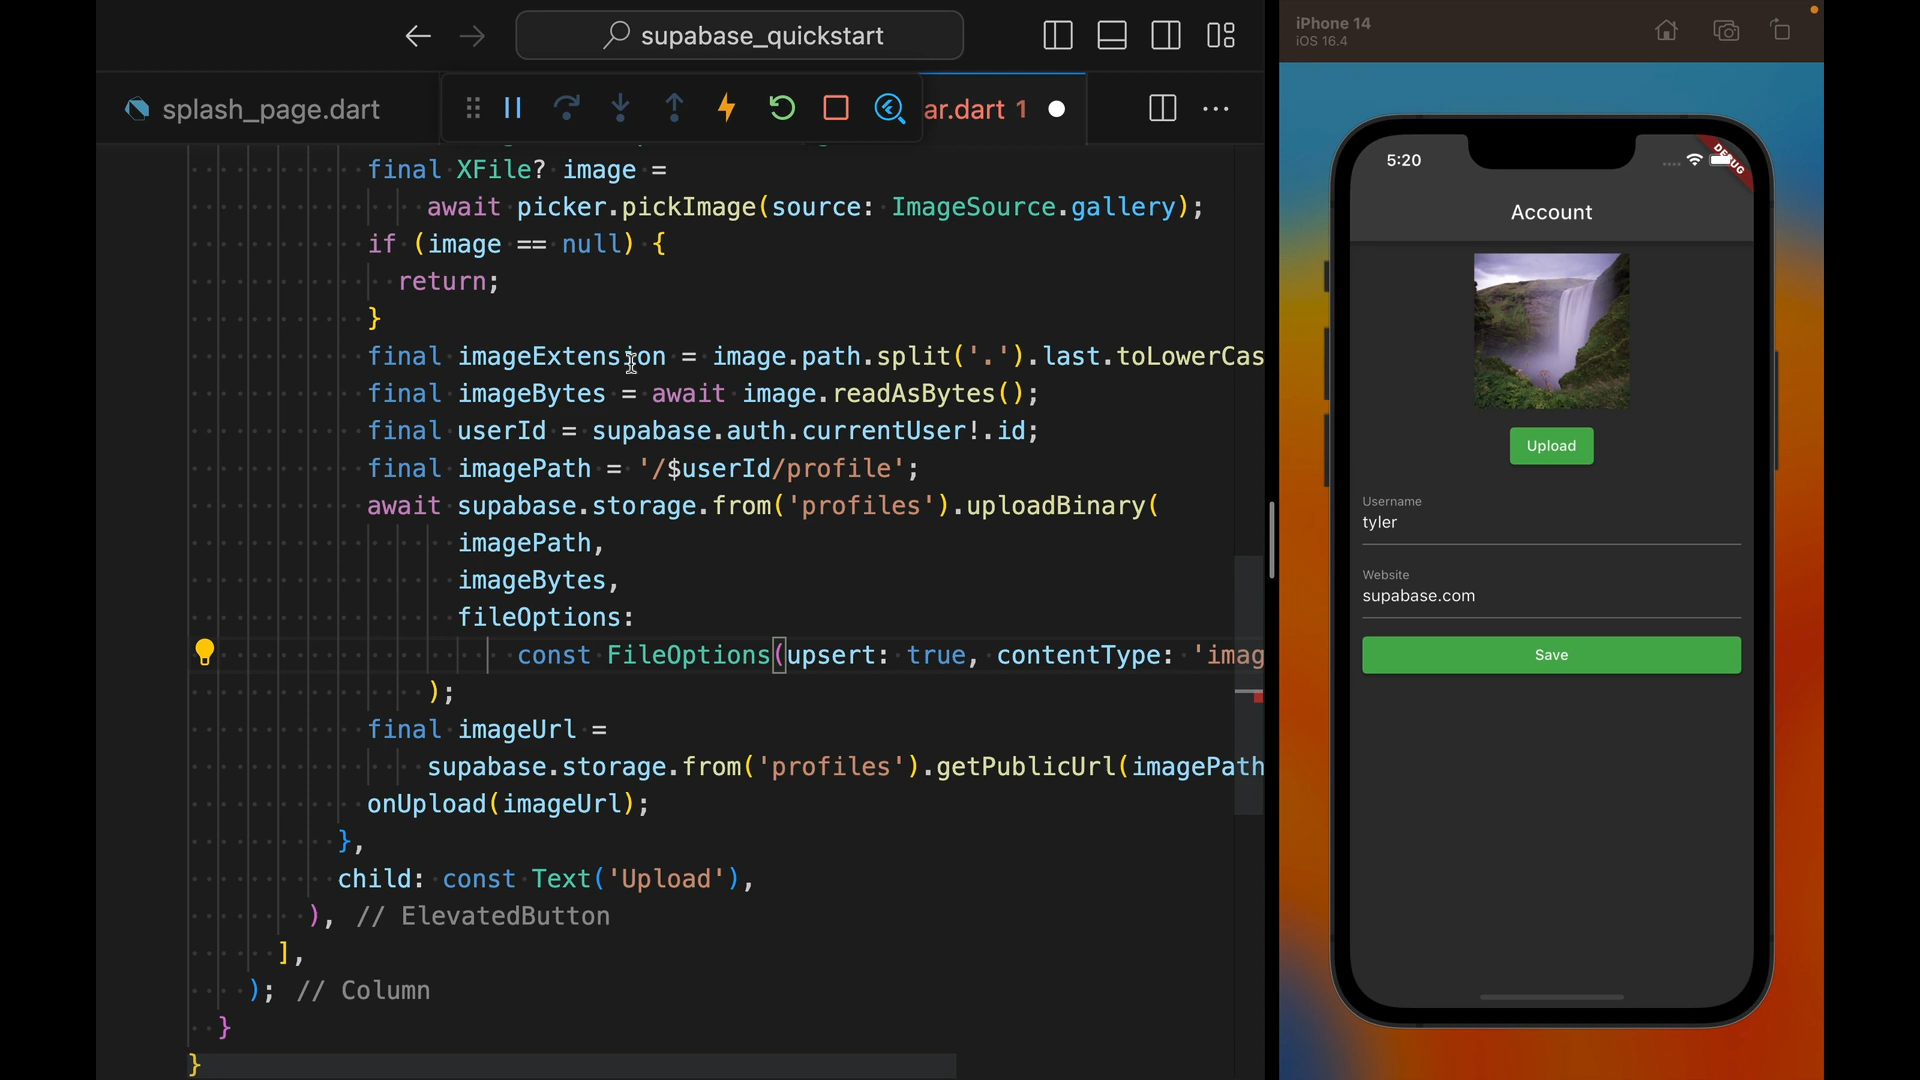 supabase_quickstart
splash_page.dart
ar.dart 1
final XFile? image =
await picker.pickImage(source: ImageSource.gallery);
if (image == null) {
return;
}
final imageExtension = image.path.split('.').last.toLowerCas
final imageBytes = await image.readAsBytes();
final userId = supabase.auth.currentUser!.id;
final imagePath = '/$userId/profile';
await supabase.storage.from('profiles').uploadBinary(
imagePath,
imageBytes,
fileOptions:
const FileOptions(upsert: true, contentType: 'imag
);
final imageUrl =
supabase.storage.from('profiles').getPublicUrl(imagePath
onUpload(imageUrl);
},
child: const Text('Upload'),
), // ElevatedButton
],
); // Column
}
}
iPhone 14
iOS 16.4
5:20
DEBUG
Account
Upload
Username
tyler
Website
supabase.com
Save